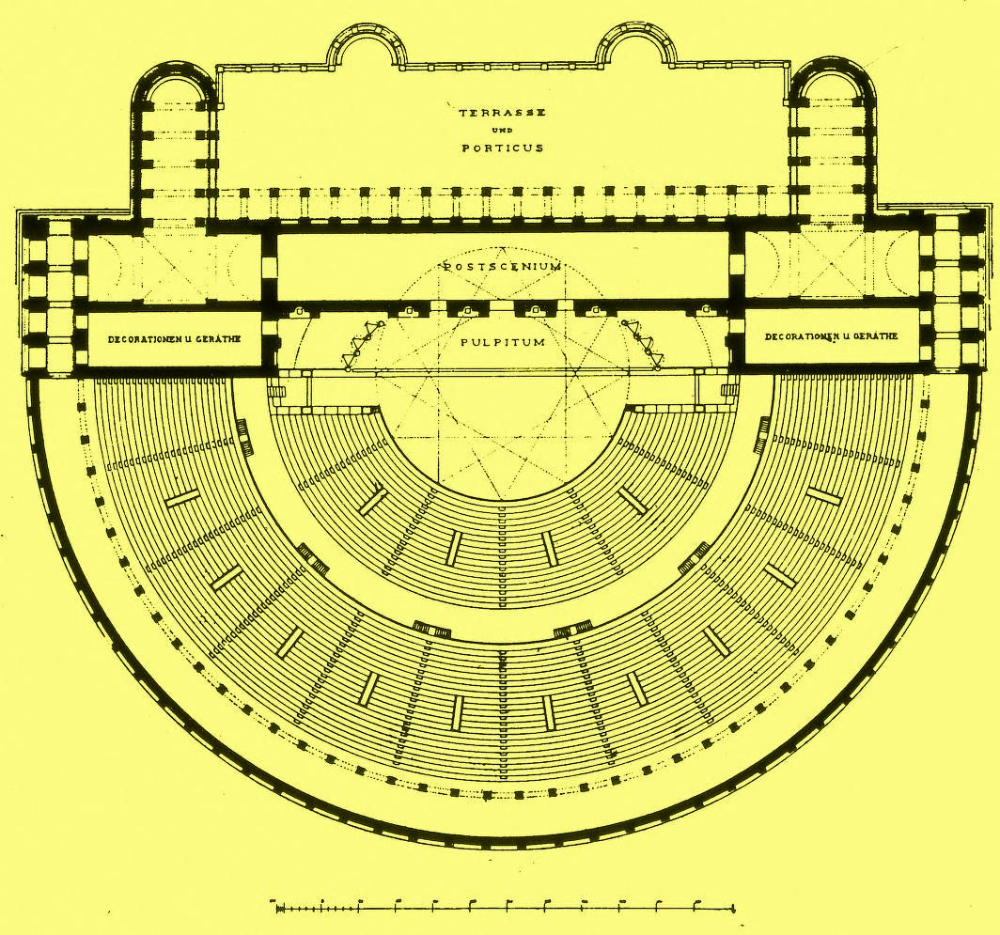 TERRASSE
UND
PORTICUS
POSTSCENIUM
DECORATIONEN U. GERÄTHE
PULPITUM
DECORATIONEN U. GERÄTHE